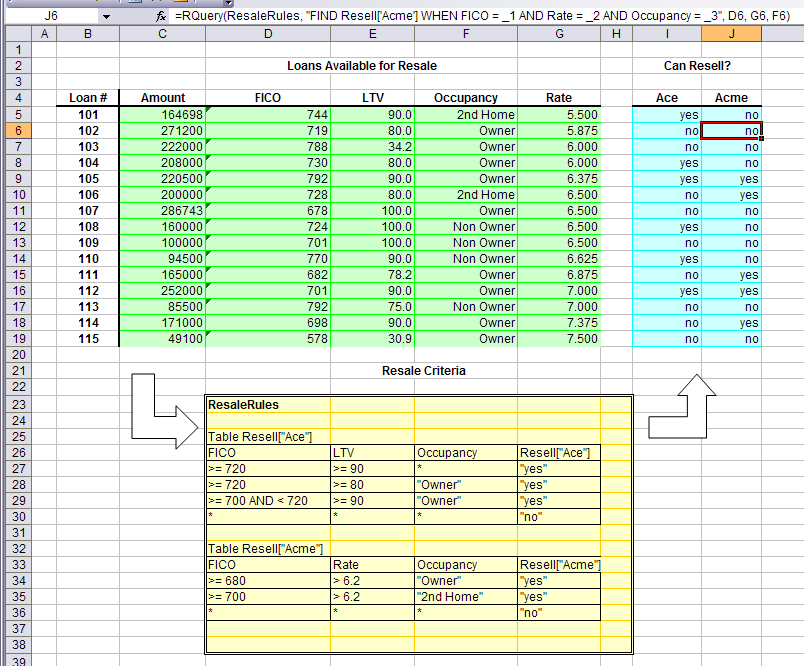 J6 fx =RQuery(ResaleRules, "FIND Resell['Acme'] WHEN FICO = _1 AND Rate = _2 AND Occupancy = _3", D6, G6, F6)
A B C D E F G H I J
1
2 Loans Available for Resale Can Resell?
3
4 Loan # Amount FICO LTV Occupancy Rate Ace Acme
5 101 164698 744 90.0 2nd Home 5.500 yes no
6 102 271200 719 80.0 Owner 5.875 no no
7 103 222000 788 34.2 Owner 6.000 no no
8 104 208000 730 80.0 Owner 6.000 yes no
9 105 220500 792 90.0 Owner 6.375 yes yes
10 106 200000 728 80.0 2nd Home 6.500 no yes
11 107 286743 678 100.0 Owner 6.500 no no
12 108 160000 724 100.0 Non Owner 6.500 yes no
13 109 100000 701 100.0 Non Owner 6.500 no no
14 110 94500 770 90.0 Non Owner 6.625 yes no
15 111 165000 682 78.2 Owner 6.875 no yes
16 112 252000 701 90.0 Owner 7.000 yes yes
17 113 85500 792 75.0 Non Owner 7.000 no no
18 114 171000 698 90.0 Owner 7.375 no yes
19 115 49100 578 30.9 Owner 7.500 no no
20
21 Resale Criteria
22
23 ResaleRules
24
25 Table Resell["Ace"]
26 FICO LTV Occupancy Resell["Ace"]
27 >= 720 >= 90 * "yes"
28 >= 720 >= 80 "Owner" "yes"
29 >= 700 AND < 720 >= 90 "Owner" "yes"
30 * * * "no"
31
32 Table Resell["Acme"]
33 FICO Rate Occupancy Resell["Acme"]
34 >= 680 > 6.2 "Owner" "yes"
35 >= 700 > 6.2 "2nd Home" "yes"
36 * * * "no"
37
38
39